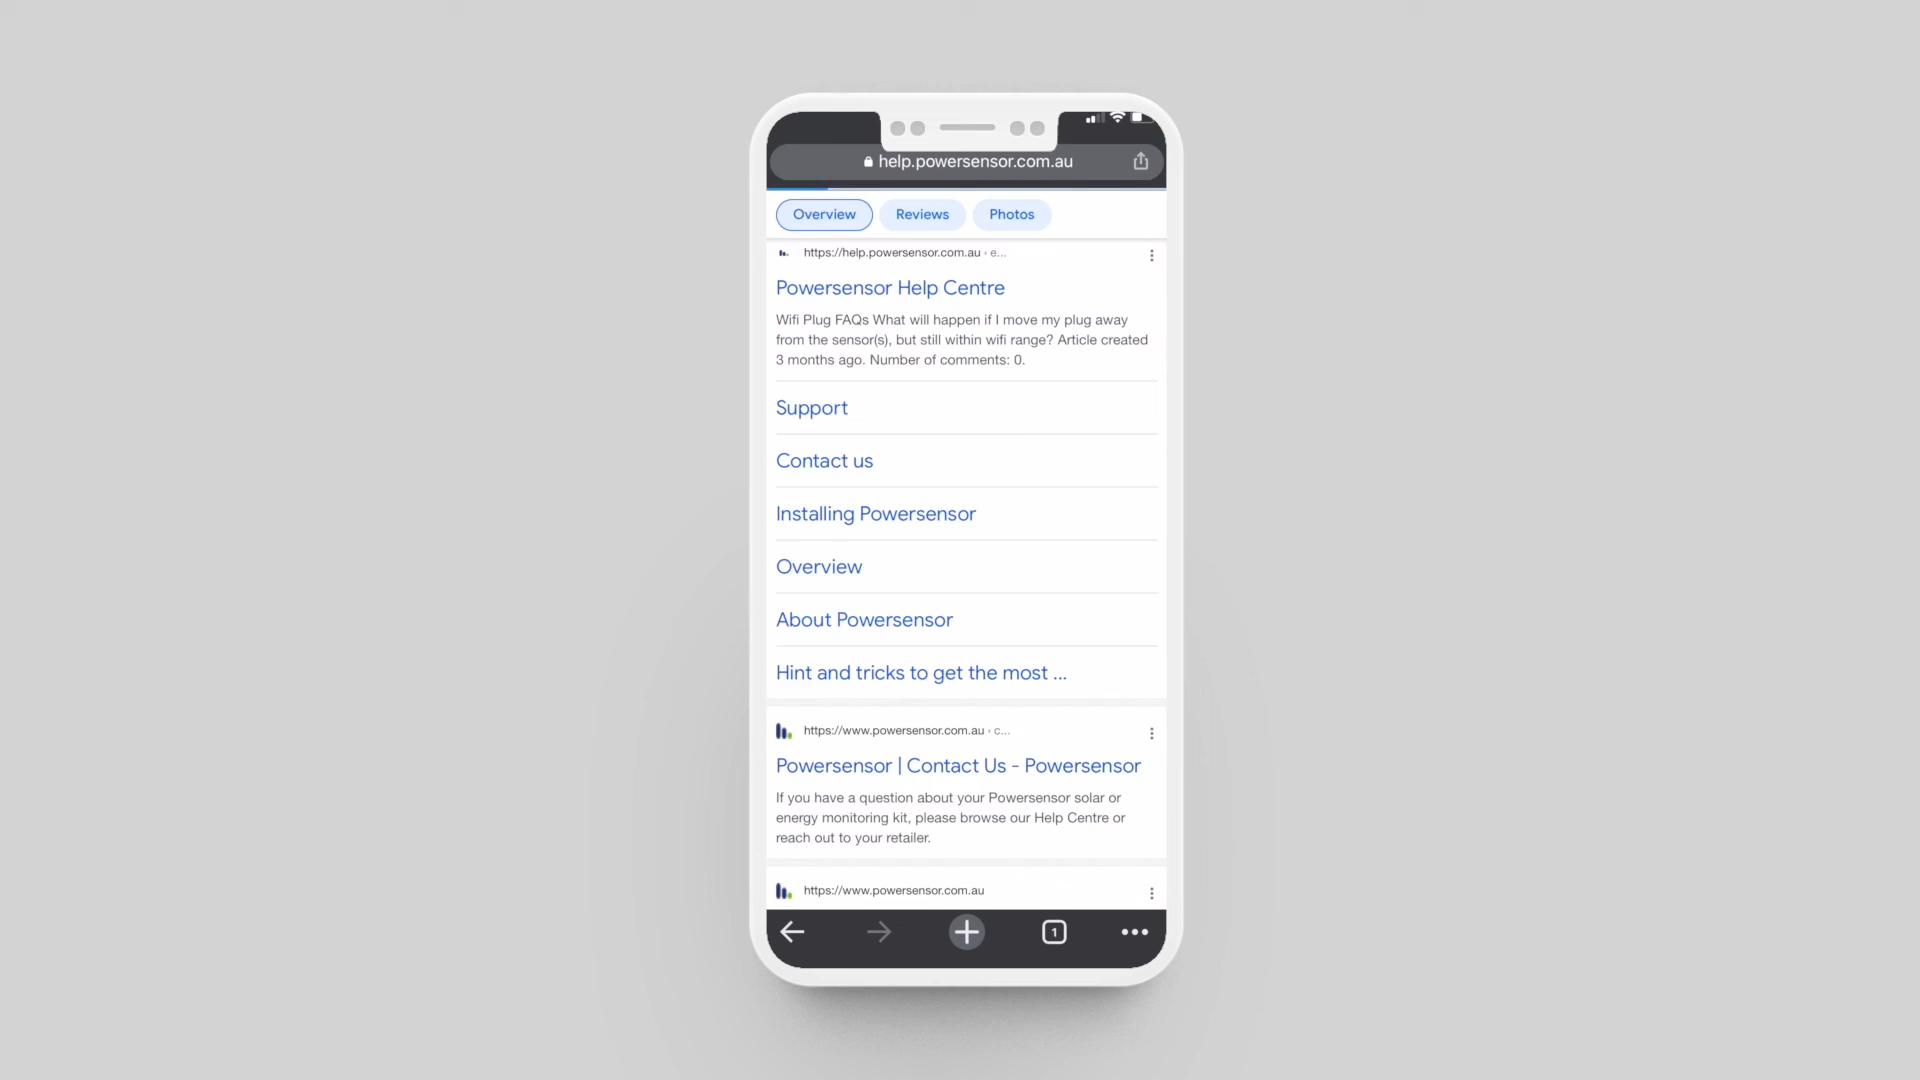 help.powersensor.com.au
Overview
Reviews
Photos
https://help.powersensor.com.au › e...
Powersensor Help Centre
Wifi Plug FAQs What will happen if I move my plug away
from the sensor(s), but still within wifi range? Article created
3 months ago. Number of comments: 0.
Support
Contact us
Installing Powersensor
Overview
About Powersensor
Hint and tricks to get the most ...
https://www.powersensor.com.au › c...
Powersensor | Contact Us - Powersensor
If you have a question about your Powersensor solar or
energy monitoring kit, please browse our Help Centre or
reach out to your retailer.
https://www.powersensor.com.au
1